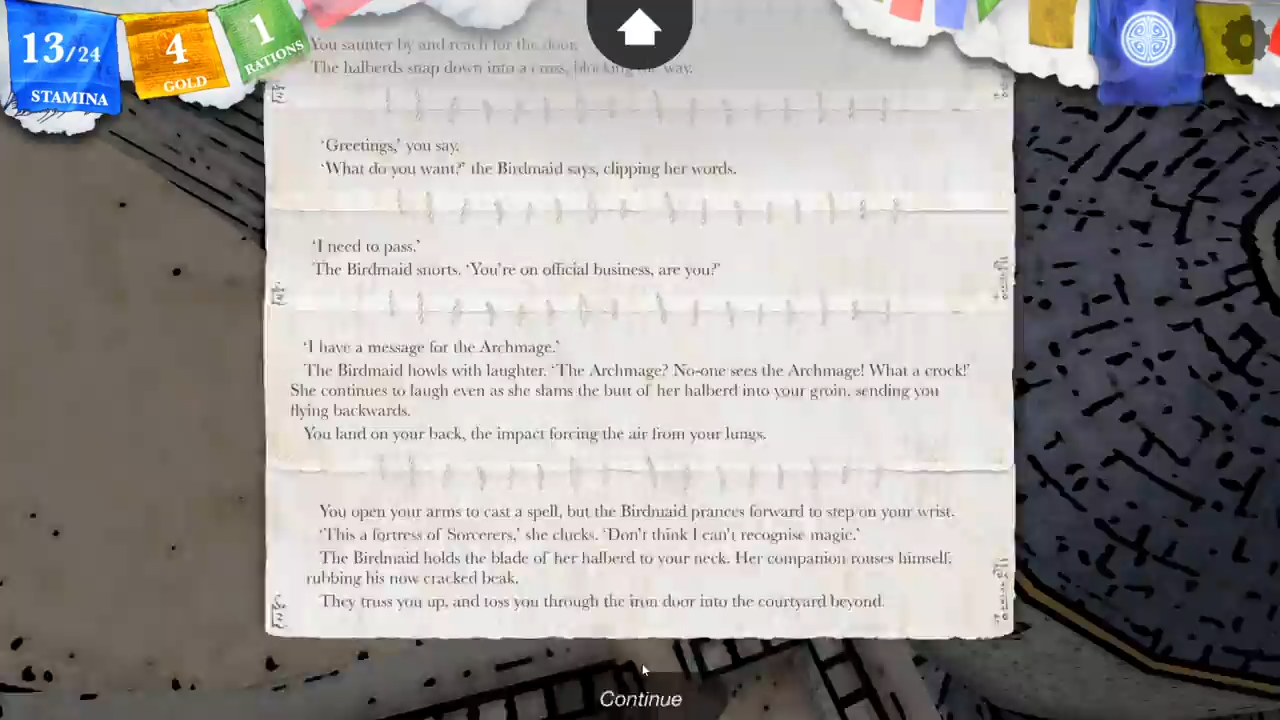 13/24
STAMINA
4
GOLD
1
RATIONS
You saunter by and reach for the door.
The halberds snap down into a cross, blocking the way.
'Greetings,' you say.
'What do you want?' the Birdmaid says, clipping her words.
'I need to pass.'
The Birdmaid snorts. 'You're on official business, are you?'
'I have a message for the Archmage.'
The Birdmaid howls with laughter. 'The Archmage? No-one sees the Archmage! What a crock!'
She continues to laugh even as she slams the butt of her halberd into your groin, sending you
flying backwards.
You land on your back, the impact forcing the air from your lungs.
You open your arms to cast a spell, but the Birdmaid prances forward to step on your wrist.
'This a fortress of Sorcerers,' she clucks. 'Don't think I can't recognise magic.'
The Birdmaid holds the blade of her halberd to your neck. Her companion rouses himself,
rubbing his now cracked beak.
They truss you up, and toss you through the iron door into the courtyard beyond.
Continue